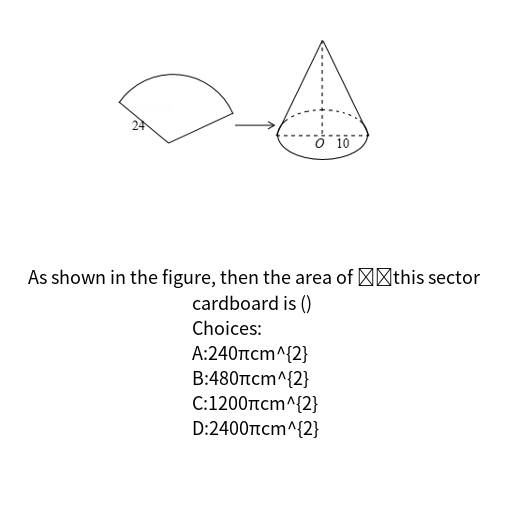 24
O 10
As shown in the figure, then the area of this sector
cardboard is ()
Choices:
A:240πcm^{2}
B:480πcm^{2}
C:1200πcm^{2}
D:2400πcm^{2}